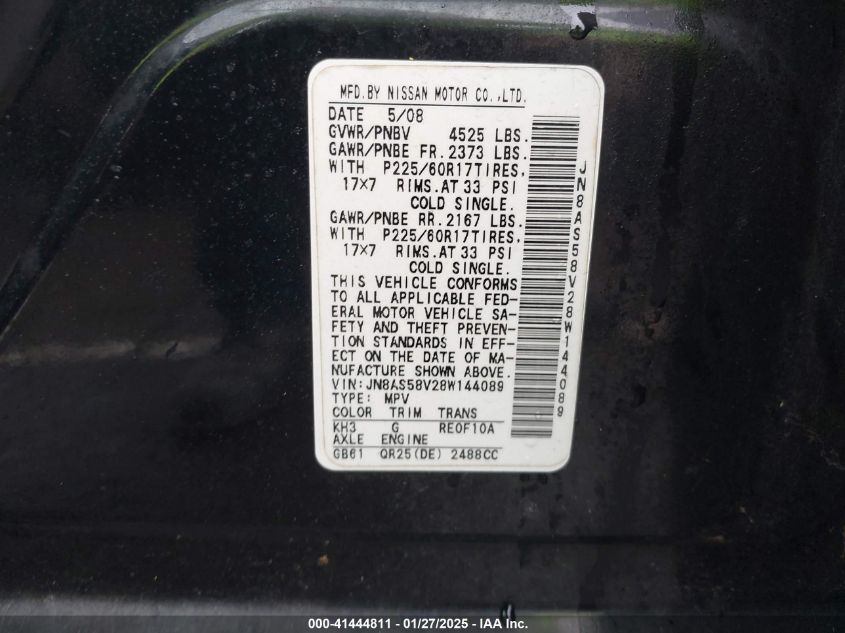 MFD.BY NISSAN MOTOR CO.,LTD.
DATE 5/08
GVWR/PNBV 4525 LBS.
GAWR/PNBE FR.2373 LBS.
WITH P225/60R17TIRES,
17×7 RIMS.AT 33 PSI
COLD SINGLE.
GAWR/PNBE RR.2167 LBS.
WITH P225/60R17TIRES,
17×7 RIMS.AT 33 PSI
COLD SINGLE.
THIS VEHICLE CONFORMS
TO ALL APPLICABLE FED-
ERAL MOTOR VEHICLE SA-
FETY AND THEFT PREVEN-
TION STANDARDS IN EFF-
ECT ON THE DATE OF MA-
NUFACTURE SHOWN ABOVE.
VIN:JN8AS58V28W144089
TYPE: MPV
COLOR TRIM TRANS
KH3 G RE0F10A
AXLE ENGINE
GB61 QR25(DE) 2488CC
JN8AS58V28W144089
000-41444811 - 01/27/2025 - IAA Inc.